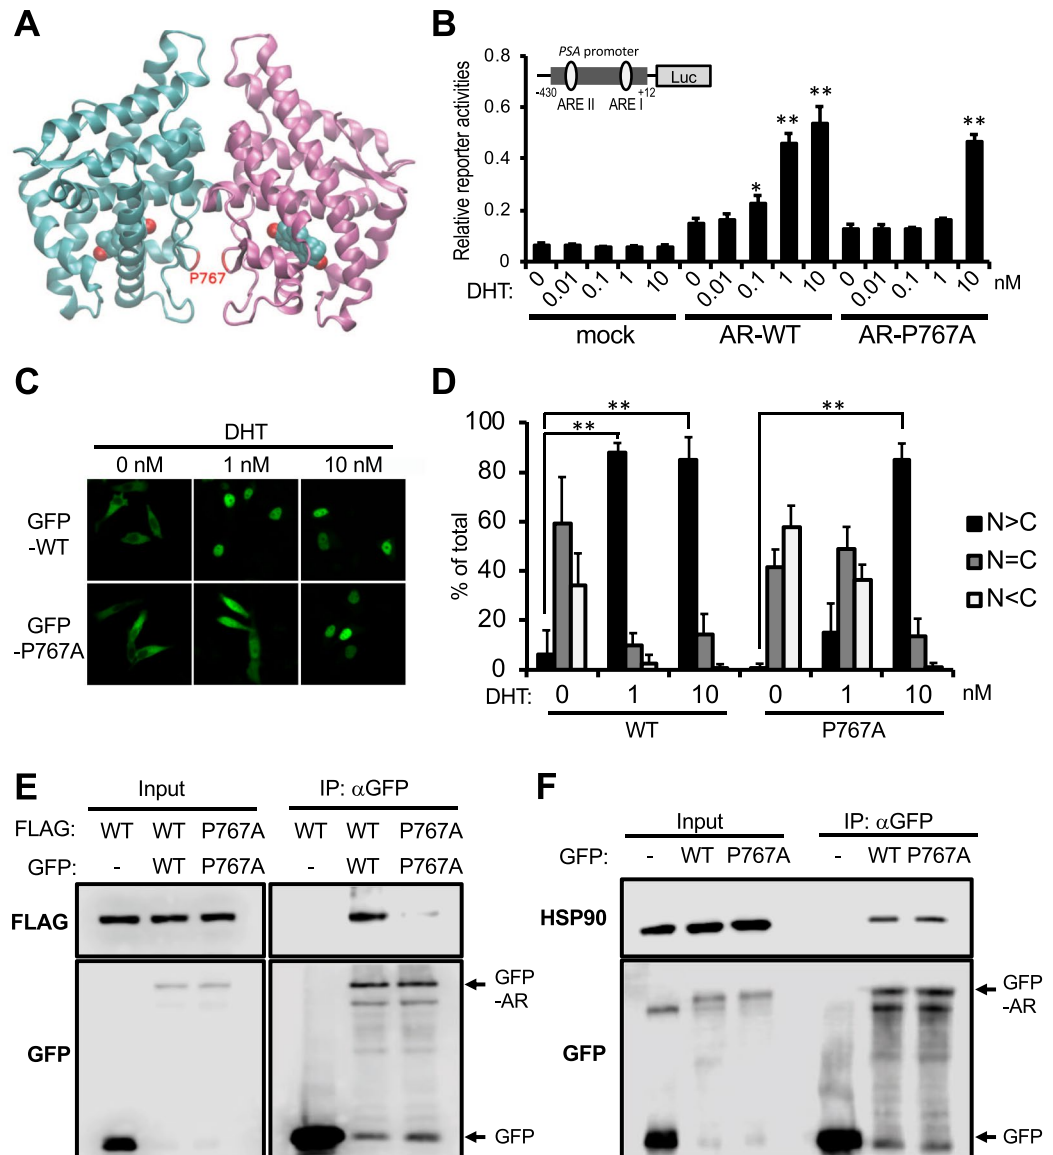 A
P767
B
Relative reporter activities
0.8
0.6
0.4
0.2
0
PSA promoter
Luc
-430
+12
ARE II
ARE I
*
**
**
**
DHT:
0
0.01
0.1
1
10
0
0.01
0.1
1
10
0
0.01
0.1
1
10
nM
mock
AR-WT
AR-P767A
C
DHT
0 nM
1 nM
10 nM
GFP
-WT
GFP
-P767A
D
% of total
100
80
60
40
20
0
**
**
**
N>C
N=C
N<C
DHT:
0
1
10
0
1
10
nM
WT
P767A
E
Input
IP: αGFP
FLAG: WT WT P767A WT WT P767A
GFP: - WT P767A - WT P767A
FLAG
GFP
GFP
-AR
GFP
F
Input
IP: αGFP
GFP: - WT P767A - WT P767A
HSP90
GFP
GFP
-AR
GFP